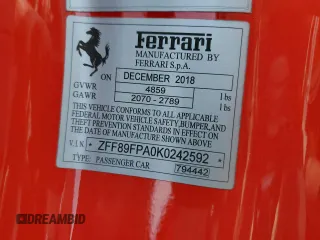 Ferrari
MANUFACTURED BY
FERRARI S.p.A.
ON DECEMBER 2018
GVWR 4859 lbs
GAWR 2070 - 2789 lbs
THIS VEHICLE CONFORMS TO ALL APPLICABLE
FEDERAL MOTOR VEHICLE SAFETY, BUMPER, AND
THEFT PREVENTION STANDARDS IN EFFECT ON
THE DATE OF MANUFACTURE SHOWN ABOVE.
V.I.N. * ZFF89FPA0K0242592 *
TYPE: PASSENGER CAR 794442
DREAMBID